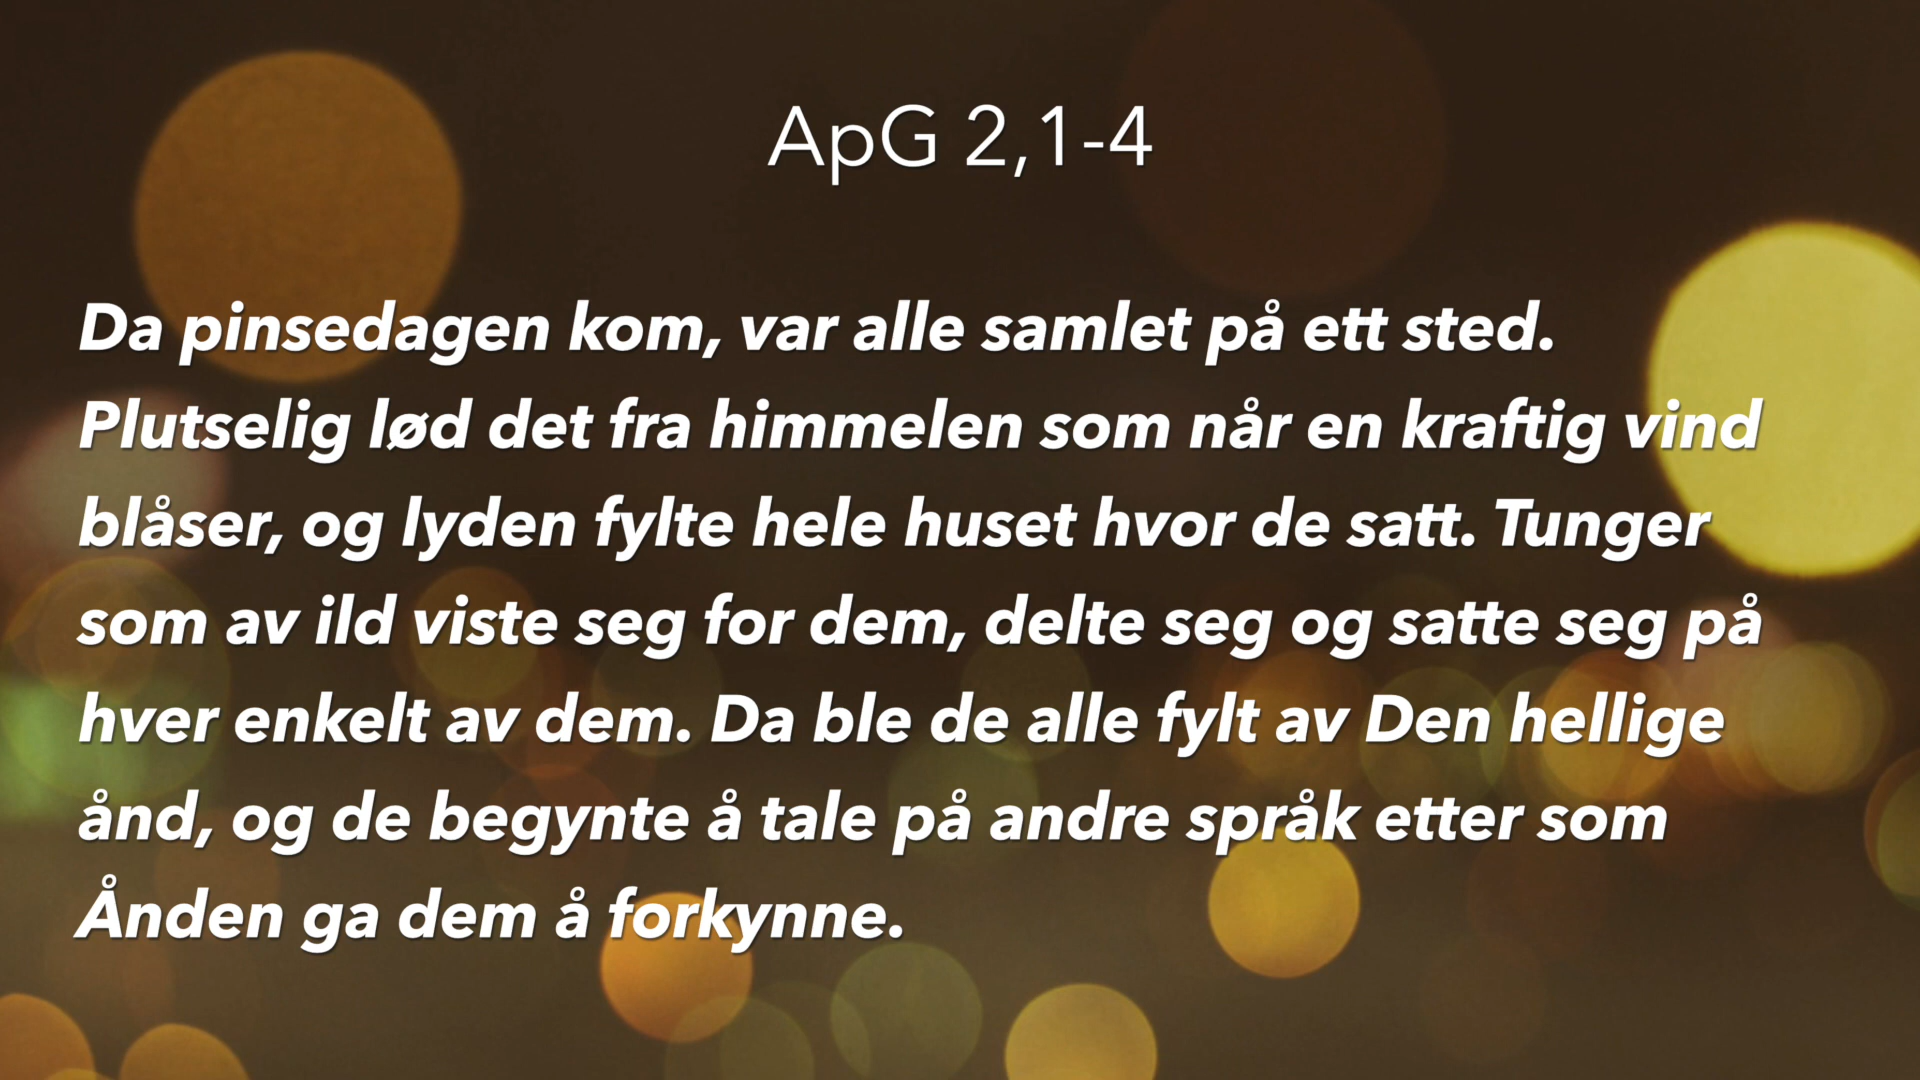 ApG 2,1-4
Da pinsedagen kom, var alle samlet på ett sted.
Plutselig lød det fra himmelen som når en kraftig vind
blåser, og lyden fylte hele huset hvor de satt. Tunger
som av ild viste seg for dem, delte seg og satte seg på
hver enkelt av dem. Da ble de alle fylt av Den hellige
ånd, og de begynte å tale på andre språk etter som
Ånden ga dem å forkynne.